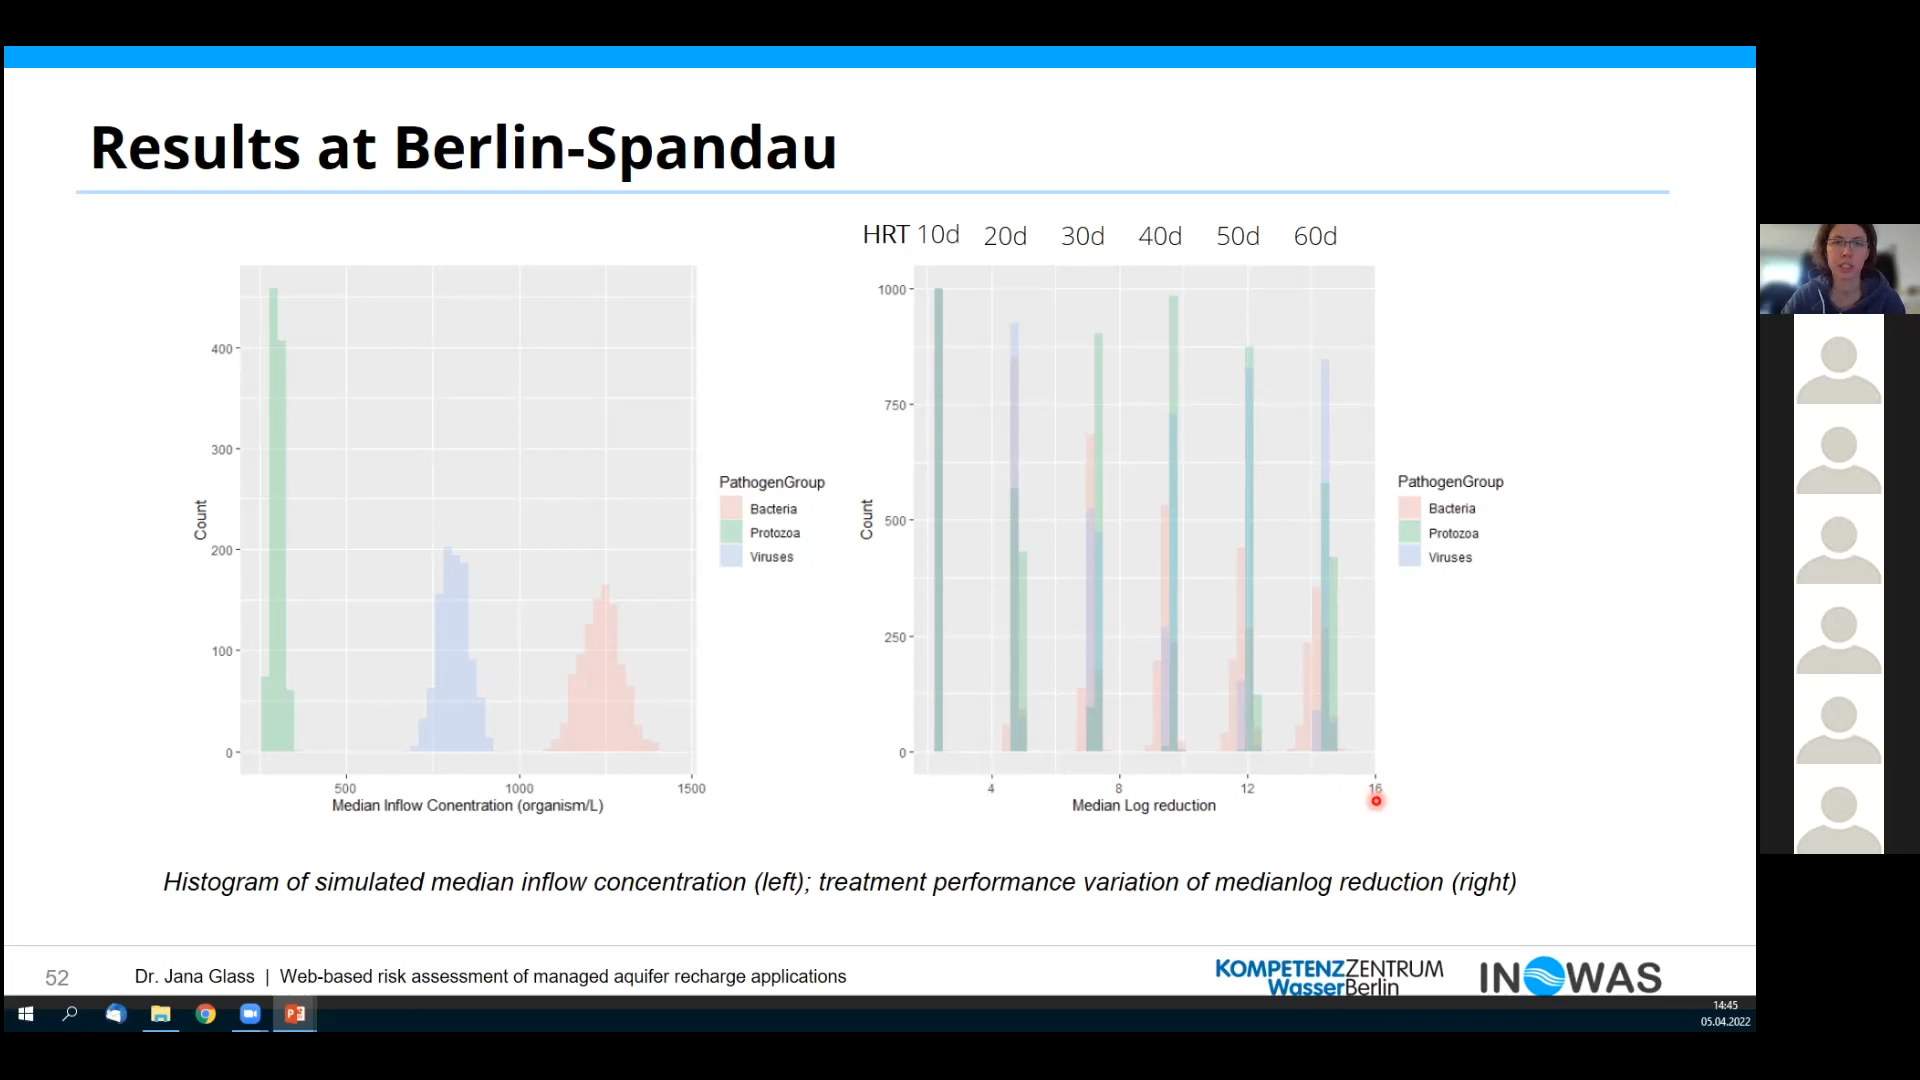 Results at Berlin-Spandau
HRT 10d 20d 30d 40d 50d 60d
400
300
200
100
0
Count
500 1000 1500
Median Inflow Conentration (organism/L)
PathogenGroup
Bacteria
Protozoa
Viruses
1000
750
500
250
0
Count
4 8 12 16
Median Log reduction
PathogenGroup
Bacteria
Protozoa
Viruses
Histogram of simulated median inflow concentration (left); treatment performance variation of medianlog reduction (right)
52
Dr. Jana Glass | Web-based risk assessment of managed aquifer recharge applications
KOMPETENZZENTRUM
WasserBerlin
INOWAS
14:45
05.04.2022